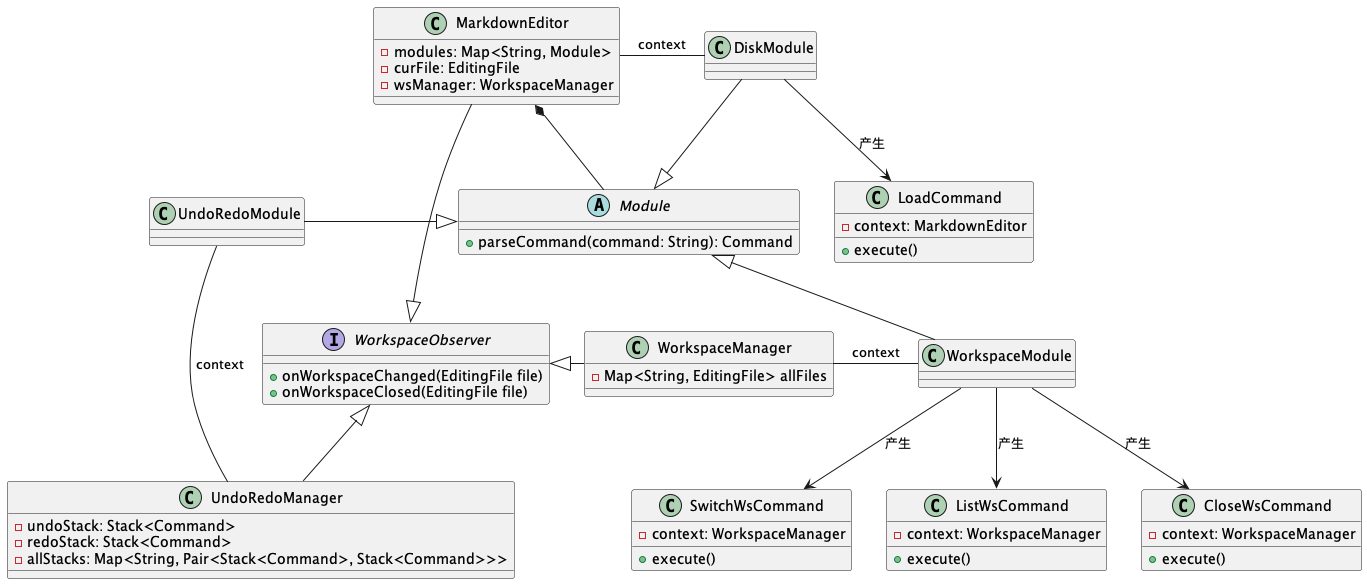 C MarkdownEditor
modules: Map<String, Module>
curFile: EditingFile
wsManager: WorkspaceManager
context
C DiskModule
产生
C LoadCommand
context: MarkdownEditor
execute()
C UndoRedoModule
A Module
parseCommand(command: String): Command
context
I WorkspaceObserver
onWorkspaceChanged(EditingFile file)
onWorkspaceClosed(EditingFile file)
C WorkspaceManager
Map<String, EditingFile> allFiles
context
C WorkspaceModule
产生
产生
产生
C UndoRedoManager
undoStack: Stack<Command>
redoStack: Stack<Command>
allStacks: Map<String, Pair<Stack<Command>, Stack<Command>>>
C SwitchWsCommand
context: WorkspaceManager
execute()
C ListWsCommand
context: WorkspaceManager
execute()
C CloseWsCommand
context: WorkspaceManager
execute()